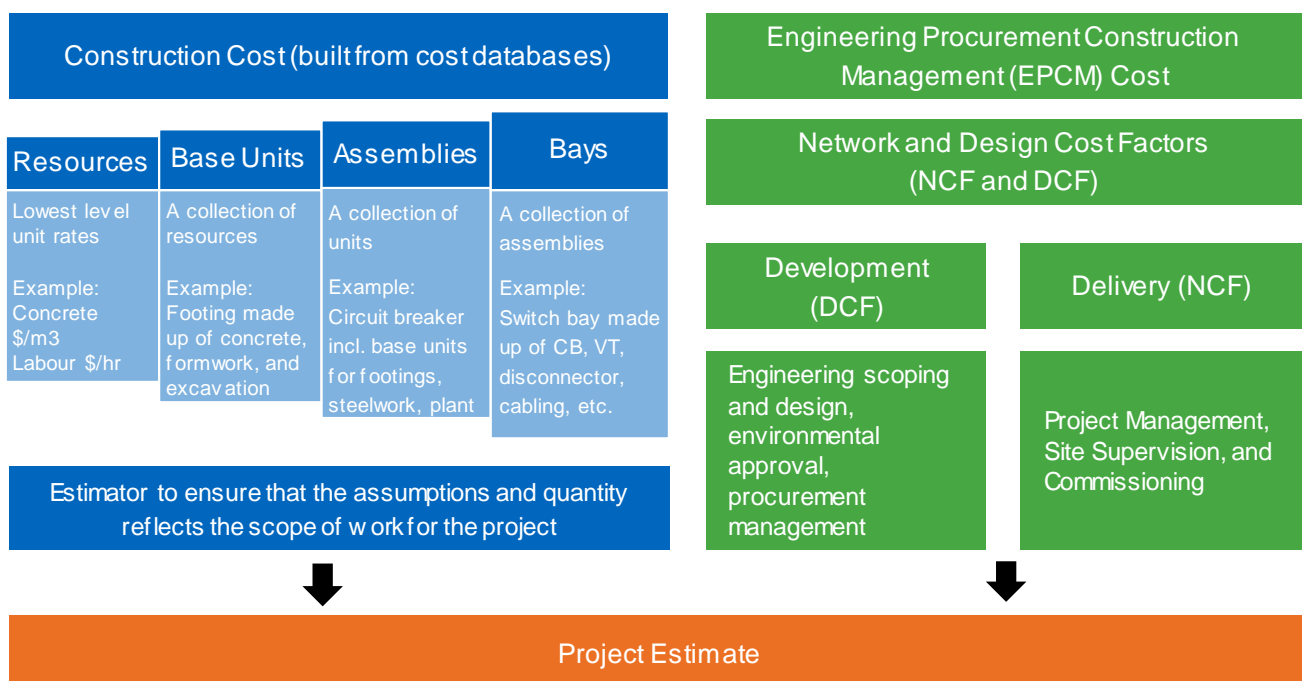 Construction Cost (built from cost databases)
Resources
Lowest level
unit rates
Example:
Concrete
$/m3
Labour $/hr
Base Units
A collection of
resources
Example:
Footing made
up of concrete,
formwork, and
excavation
Assemblies
A collection of
units
Example:
Circuit breaker
incl. base units
for footings,
steelwork, plant
Bays
A collection of
assemblies
Example:
Switch bay made
up of CB, VT,
disconnector,
cabling, etc.
Estimator to ensure that the assumptions and quantity
reflects the scope of work for the project
Engineering Procurement Construction
Management (EPCM) Cost
Network and Design Cost Factors
(NCF and DCF)
Development
(DCF)
Engineering scoping
and design,
environmental
approval,
procurement
management
Delivery (NCF)
Project Management,
Site Supervision, and
Commissioning
Project Estimate